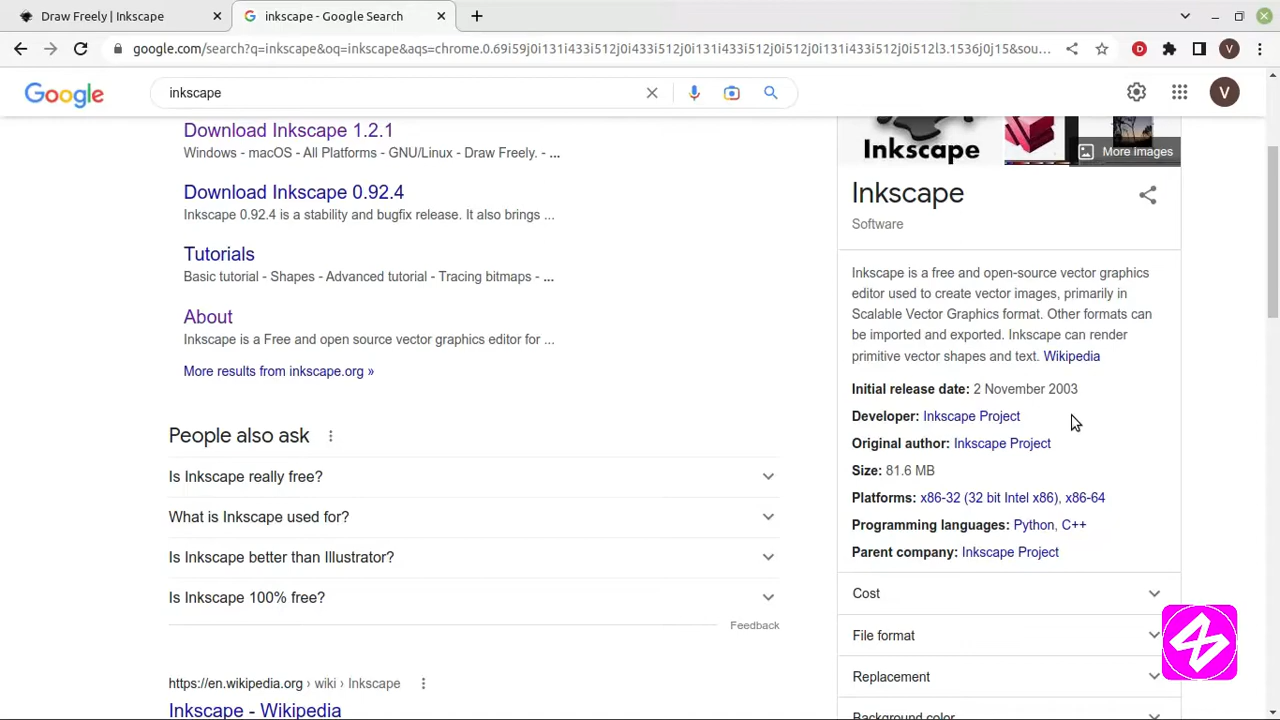 Draw Freely | Inkscape
inkscape - Google Search
google.com/search?q=inkscape&oq=inkscape&aqs=chrome.0.69i59j0i131i433i512j0i433i512j0i131i433i512j0i512j0i131i433i512j0i512l3.1536j0j15&sou...
D
V
Google
inkscape
V
Download Inkscape 1.2.1
Windows - macOS - All Platforms - GNU/Linux - Draw Freely. - ...
Download Inkscape 0.92.4
Inkscape 0.92.4 is a stability and bugfix release. It also brings ...
Tutorials
Basic tutorial - Shapes - Advanced tutorial - Tracing bitmaps - ...
About
Inkscape is a Free and open source vector graphics editor for ...
More results from inkscape.org »
People also ask
Is Inkscape really free?
What is Inkscape used for?
Is Inkscape better than Illustrator?
Is Inkscape 100% free?
Feedback
https://en.wikipedia.org › wiki › Inkscape
Inkscape - Wikipedia
Inkscape
More images
Inkscape
Software
Inkscape is a free and open-source vector graphics
editor used to create vector images, primarily in
Scalable Vector Graphics format. Other formats can
be imported and exported. Inkscape can render
primitive vector shapes and text. Wikipedia
Initial release date: 2 November 2003
Developer: Inkscape Project
Original author: Inkscape Project
Size: 81.6 MB
Platforms: x86-32 (32 bit Intel x86), x86-64
Programming languages: Python, C++
Parent company: Inkscape Project
Cost
File format
Replacement
Background color